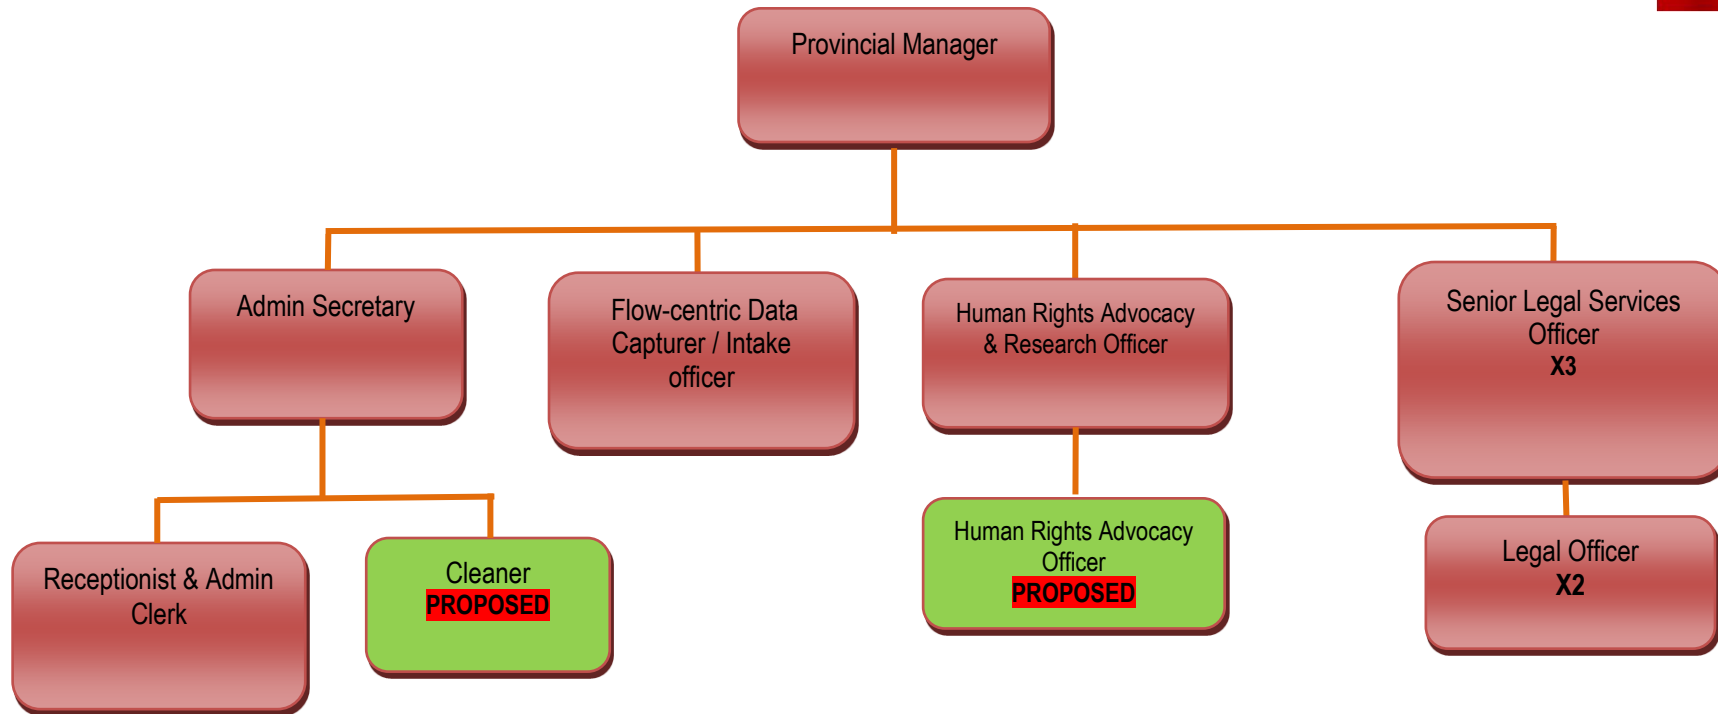 Provincial Manager
Admin Secretary
Flow-centric Data
Capturer / Intake
officer
Human Rights Advocacy
& Research Officer
Senior Legal Services
Officer
X3
Receptionist & Admin
Clerk
Cleaner
PROPOSED
Human Rights Advocacy
Officer
PROPOSED
Legal Officer
X2